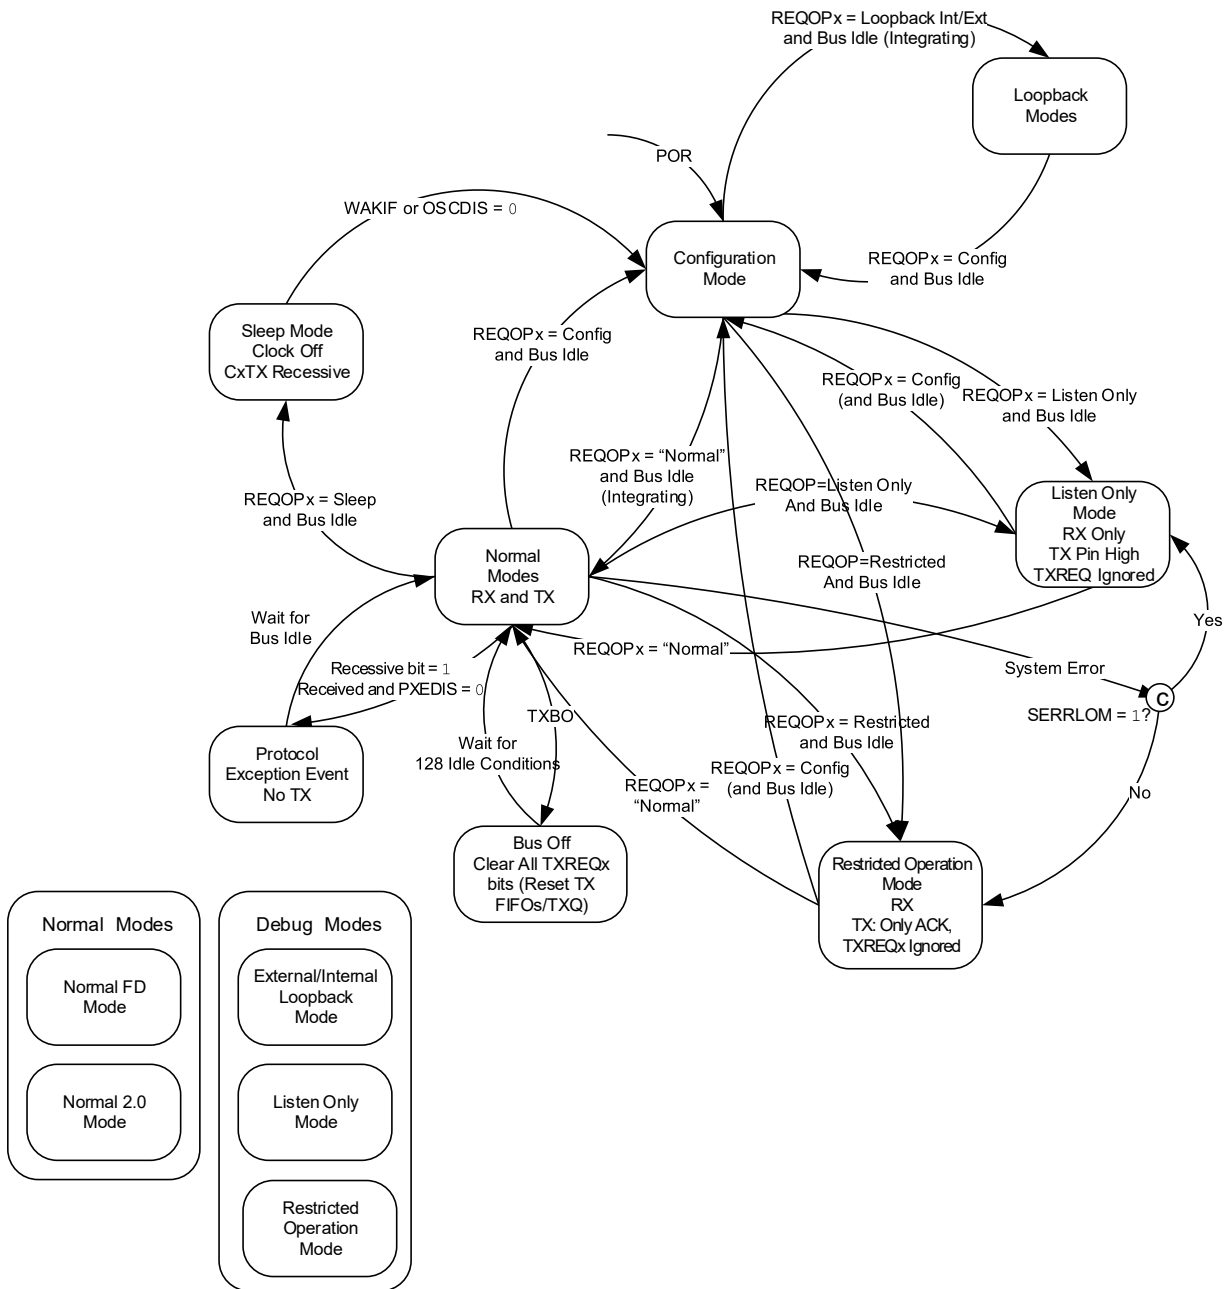 REQOPx = Loopback Int/Ext
and Bus Idle (Integrating)
Loopback
Modes
POR
WAKIF or OSCDIS = 0
Configuration
Mode
REQOPx = Config
and Bus Idle
Sleep Mode
Clock Off
CxTX Recessive
REQOPx = Config
and Bus Idle
REQOPx = Config
(and Bus Idle)
REQOPx = Listen Only
and Bus Idle
REQOPx = “Normal”
and Bus Idle
(Integrating)
REQOP=Listen Only
And Bus Idle
REQOPx = Sleep
and Bus Idle
Listen Only
Mode
RX Only
TX Pin High
TXREQ Ignored
Normal
Modes
RX and TX
REQOP=Restricted
And Bus Idle
Wait for
Bus Idle
Yes
REQOPx = “Normal”
Recessive bit = 1
Received and PXEDIS = 0
System Error
C
SERRLOM = 1?
TXBO
REQOPx = Restricted
and Bus Idle
Wait for
128 Idle Conditions
Protocol
Exception Event
No TX
REQOPx = Config
(and Bus Idle)
REQOPx =
“Normal”
No
Bus Off
Clear All TXREQx
bits (Reset TX
FIFOs/TXQ)
Restricted Operation
Mode
RX
TX: Only ACK,
TXREQx Ignored
Normal Modes
Normal FD
Mode
Normal 2.0
Mode
Debug Modes
External/Internal
Loopback
Mode
Listen Only
Mode
Restricted
Operation
Mode